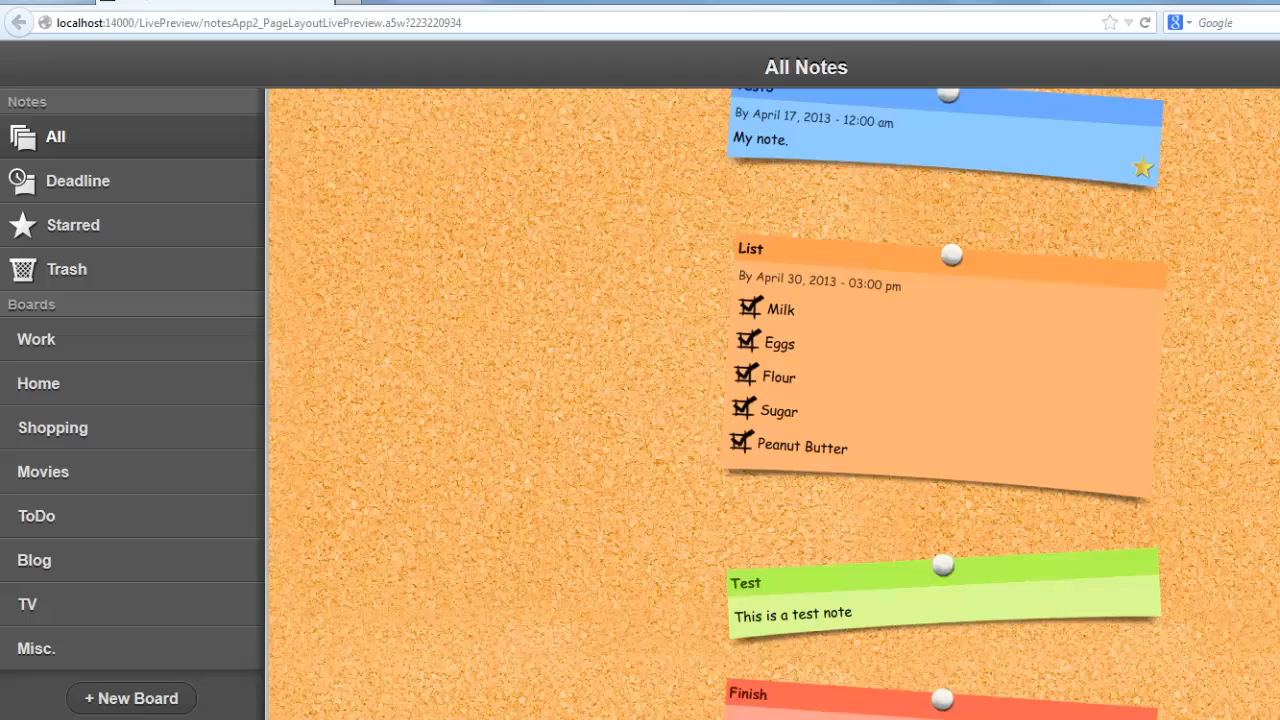 localhost:14000/LivePreview/notesApp2_PageLayoutLivePreview.a5w?223220934
Google
All Notes
Notes
All
Deadline
Starred
Trash
Boards
Work
Home
Shopping
Movies
ToDo
Blog
TV
Misc.
+ New Board
By April 17, 2013 - 12:00 am
My note.
List
By April 30, 2013 - 03:00 pm
Milk
Eggs
Flour
Sugar
Peanut Butter
Test
This is a test note
Finish